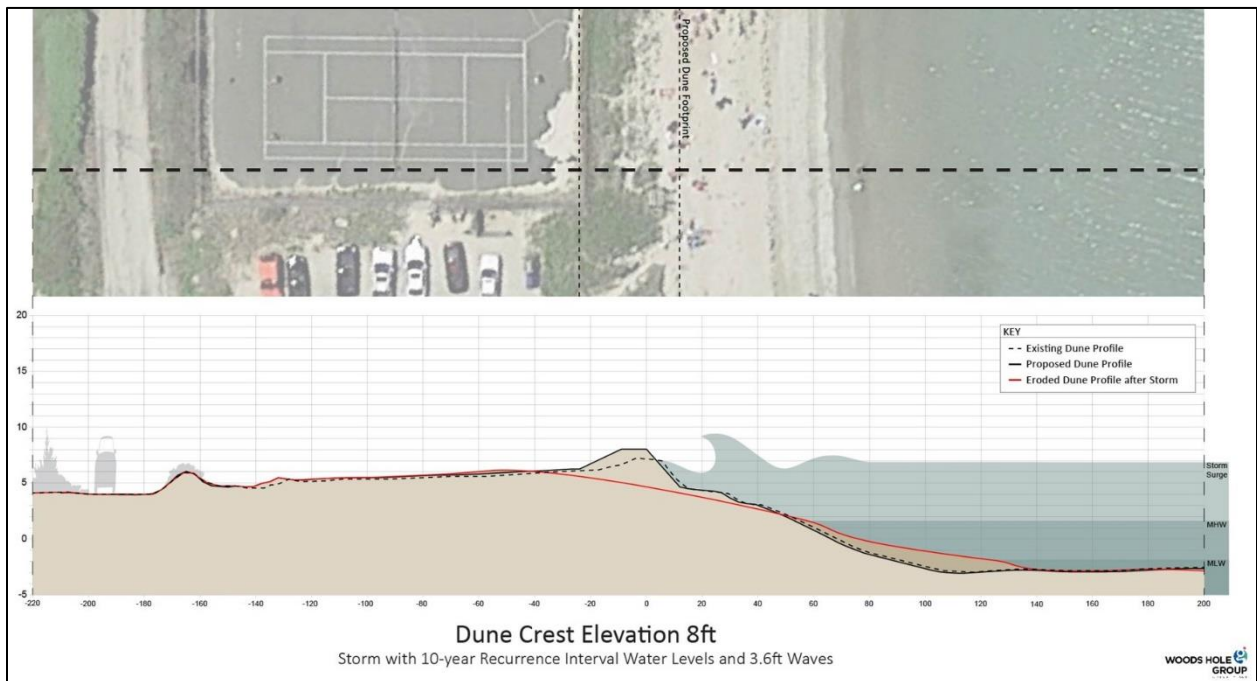 Proposed Dune Footprint
20
15
10
5
0
-5
KEY
Existing Dune Profile
Proposed Dune Profile
Eroded Dune Profile after Storm
Storm
Surge
MHW
MLW
-220 -200 -180 -160 -140 -120 -100 -80 -60 -40 -20 0 20 40 60 80 100 120 140 160 180 200
Dune Crest Elevation 8ft
Storm with 10-year Recurrence Interval Water Levels and 3.6ft Waves
WOODS HOLE
GROUP